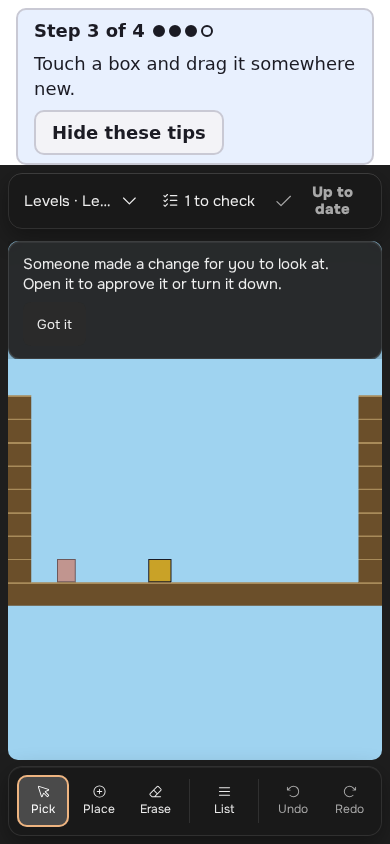 Step 3 of 4
Touch a box and drag it somewhere
new.
Hide these tips
Levels · Le...
1 to check
Up to
date
Someone made a change for you to look at.
Open it to approve it or turn it down.
Got it
Pick
Place
Erase
List
Undo
Redo